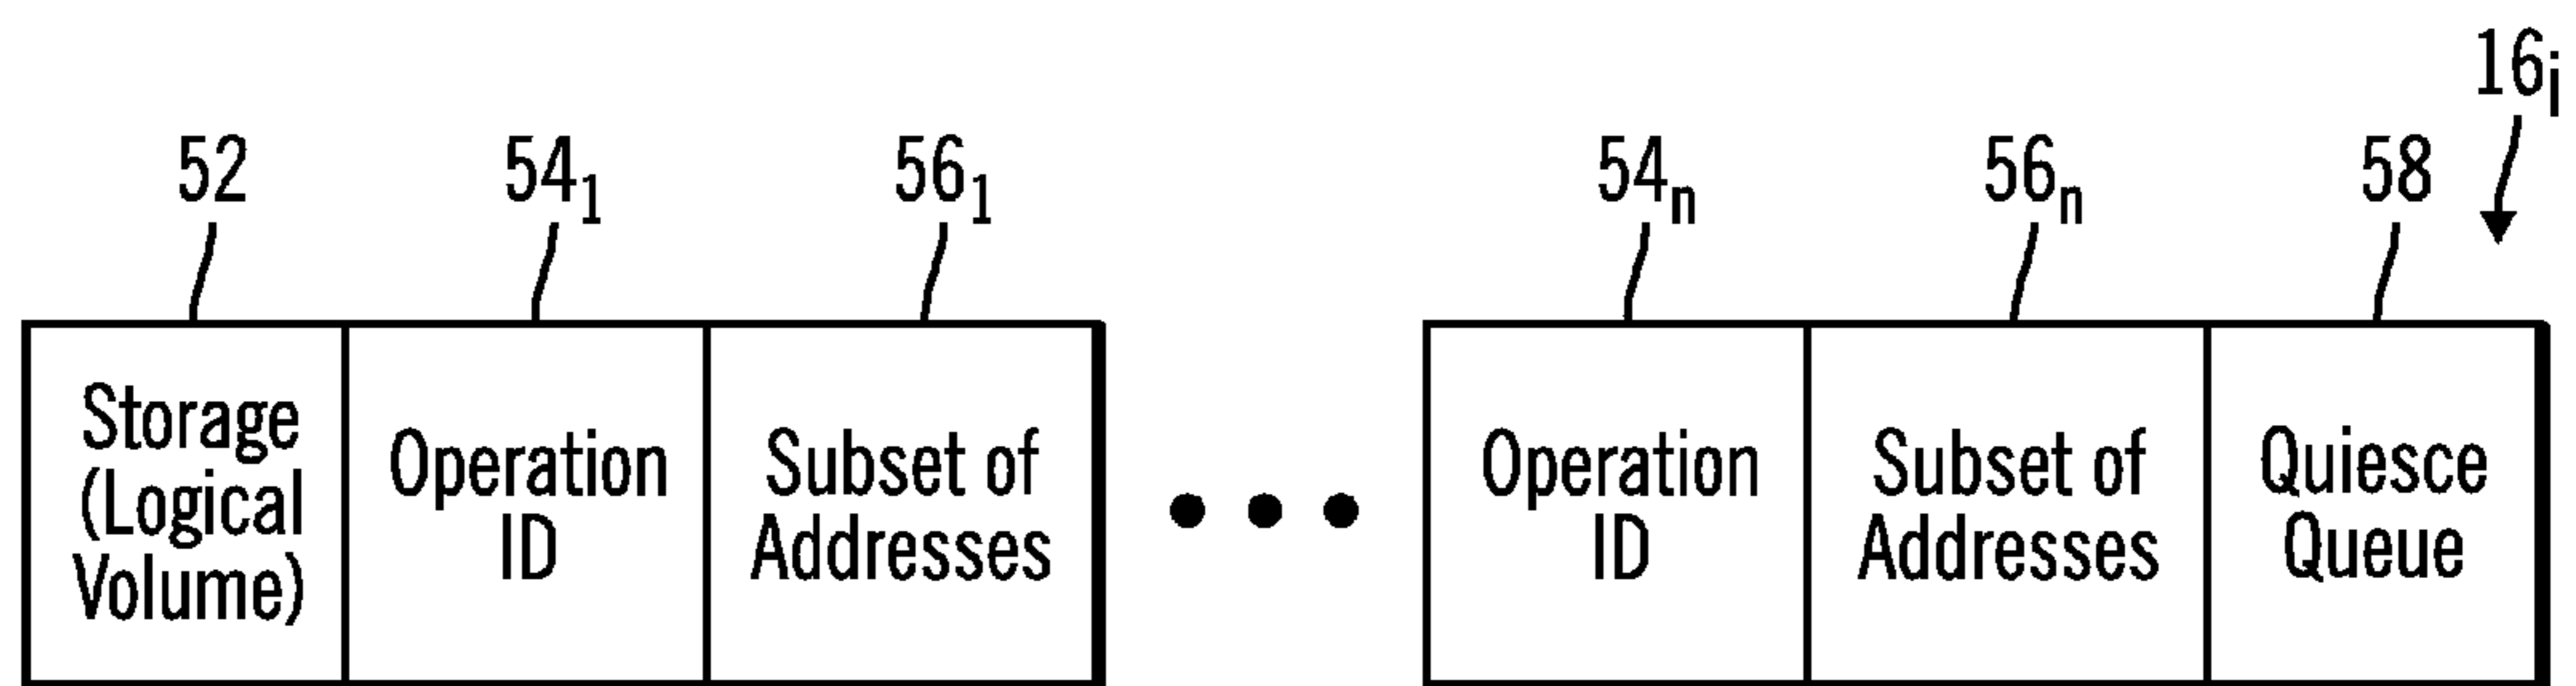 16i
52 541 561 54n 56n 58
Storage (Logical Volume)
Operation ID
Subset of Addresses
• • •
Operation ID
Subset of Addresses
Quiesce Queue